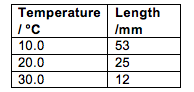 Temperature Length
/ °C /mm
10.0 53
20.0 25
30.0 12